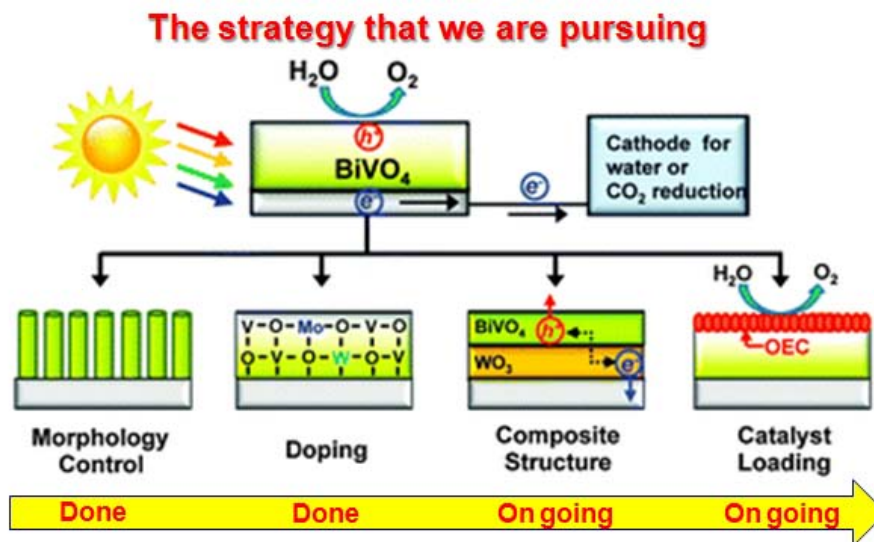 The strategy that we are pursuing
H₂O O₂
h⁺
BiVO₄
e⁻
e⁻
Cathode for
water or
CO₂ reduction
H₂O O₂
V-O-Mo-O-V-O
O-V-O-W-O-V
BiVO₄ h⁺
WO₃ e⁻
OEC
Morphology
Control
Doping
Composite
Structure
Catalyst
Loading
Done Done On going On going